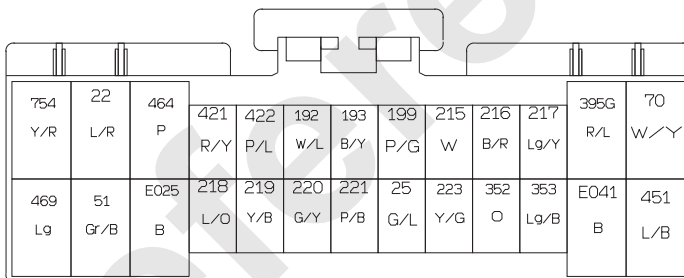 754 22 464 421 422 192 193 199 215 216 217 395G 70
Y/R L/R P R/Y P/L W/L B/Y P/G W B/R Lg/Y R/L W/Y
469 51 E025 218 219 220 221 25 223 352 353 E041 451
Lg Gr/B B L/O Y/B G/Y P/B G/L Y/G O Lg/B B L/B